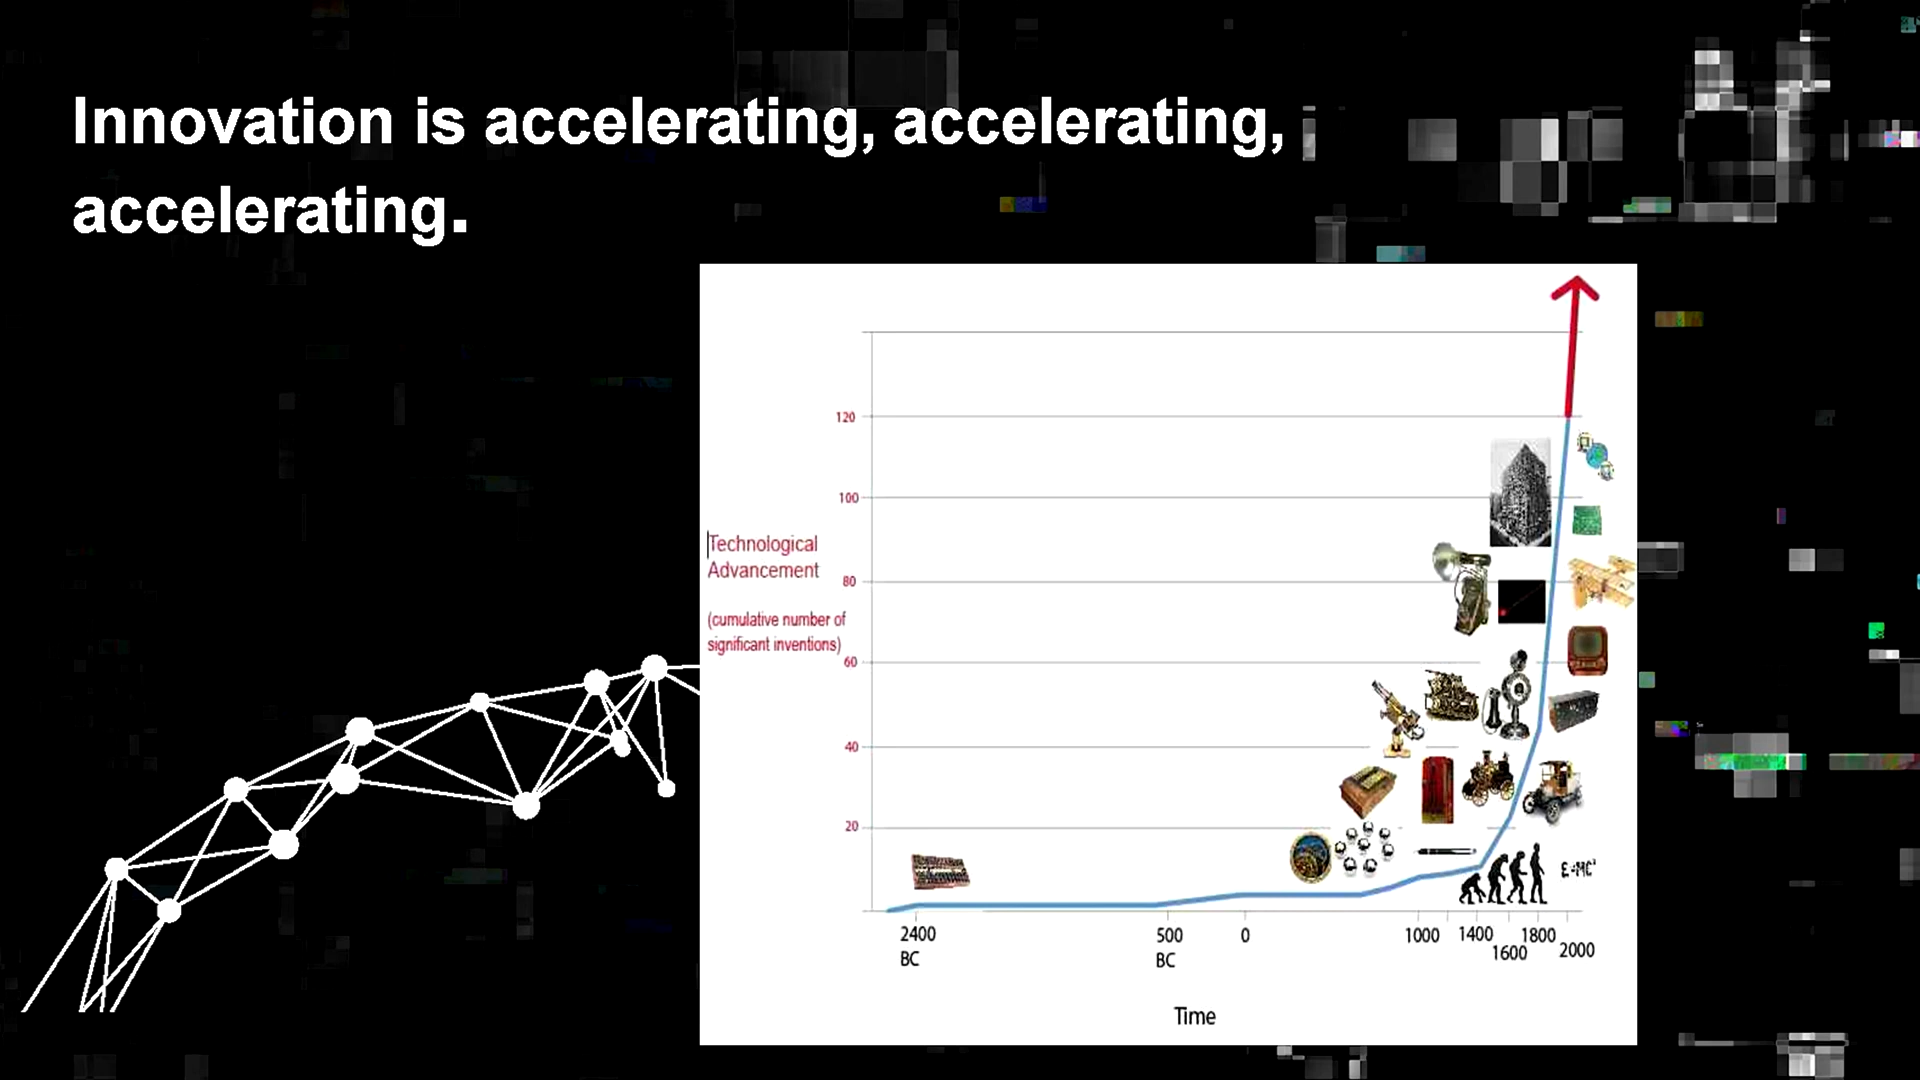 Innovation is accelerating, accelerating,
accelerating.
120
100
Technological
Advancement
80
(cumulative number of
significant inventions)
60
40
20
E=MC²
2400
BC
500
BC
0
1000
1400
1600
1800
2000
Time